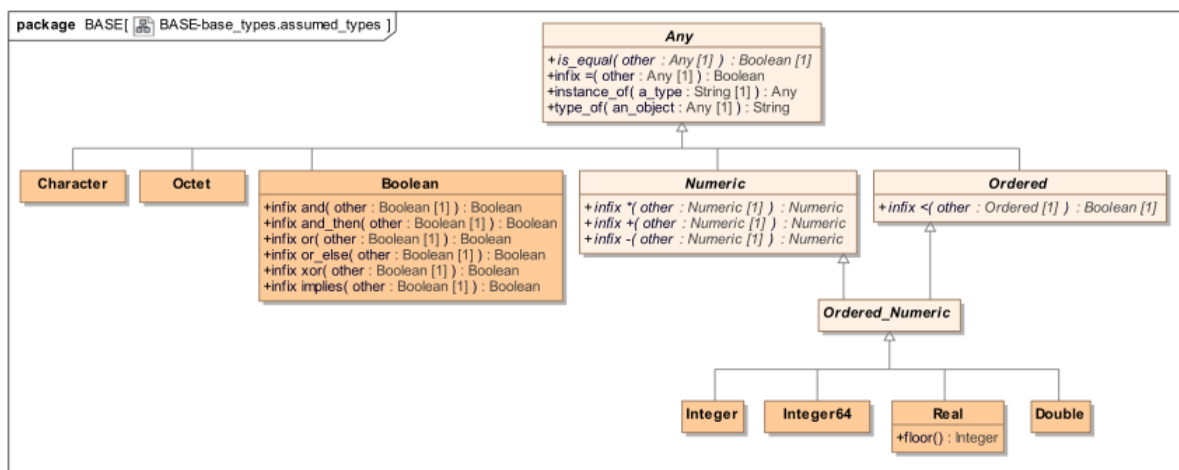 package BASE[ BASE-base_types.assumed_types ]
Any
+is_equal( other : Any [1] ) : Boolean [1]
+infix =( other : Any [1] ) : Boolean
+instance_of( a_type : String [1] ) : Any
+type_of( an_object : Any [1] ) : String
Character
Octet
Boolean
+infix and( other : Boolean [1] ) : Boolean
+infix and_then( other : Boolean [1] ) : Boolean
+infix or( other : Boolean [1] ) : Boolean
+infix or_else( other : Boolean [1] ) : Boolean
+infix xor( other : Boolean [1] ) : Boolean
+infix implies( other : Boolean [1] ) : Boolean
Numeric
+infix *( other : Numeric [1] ) : Numeric
+infix +( other : Numeric [1] ) : Numeric
+infix -( other : Numeric [1] ) : Numeric
Ordered
+infix <( other : Ordered [1] ) : Boolean [1]
Ordered_Numeric
Integer
Integer64
Real
+floor() : Integer
Double